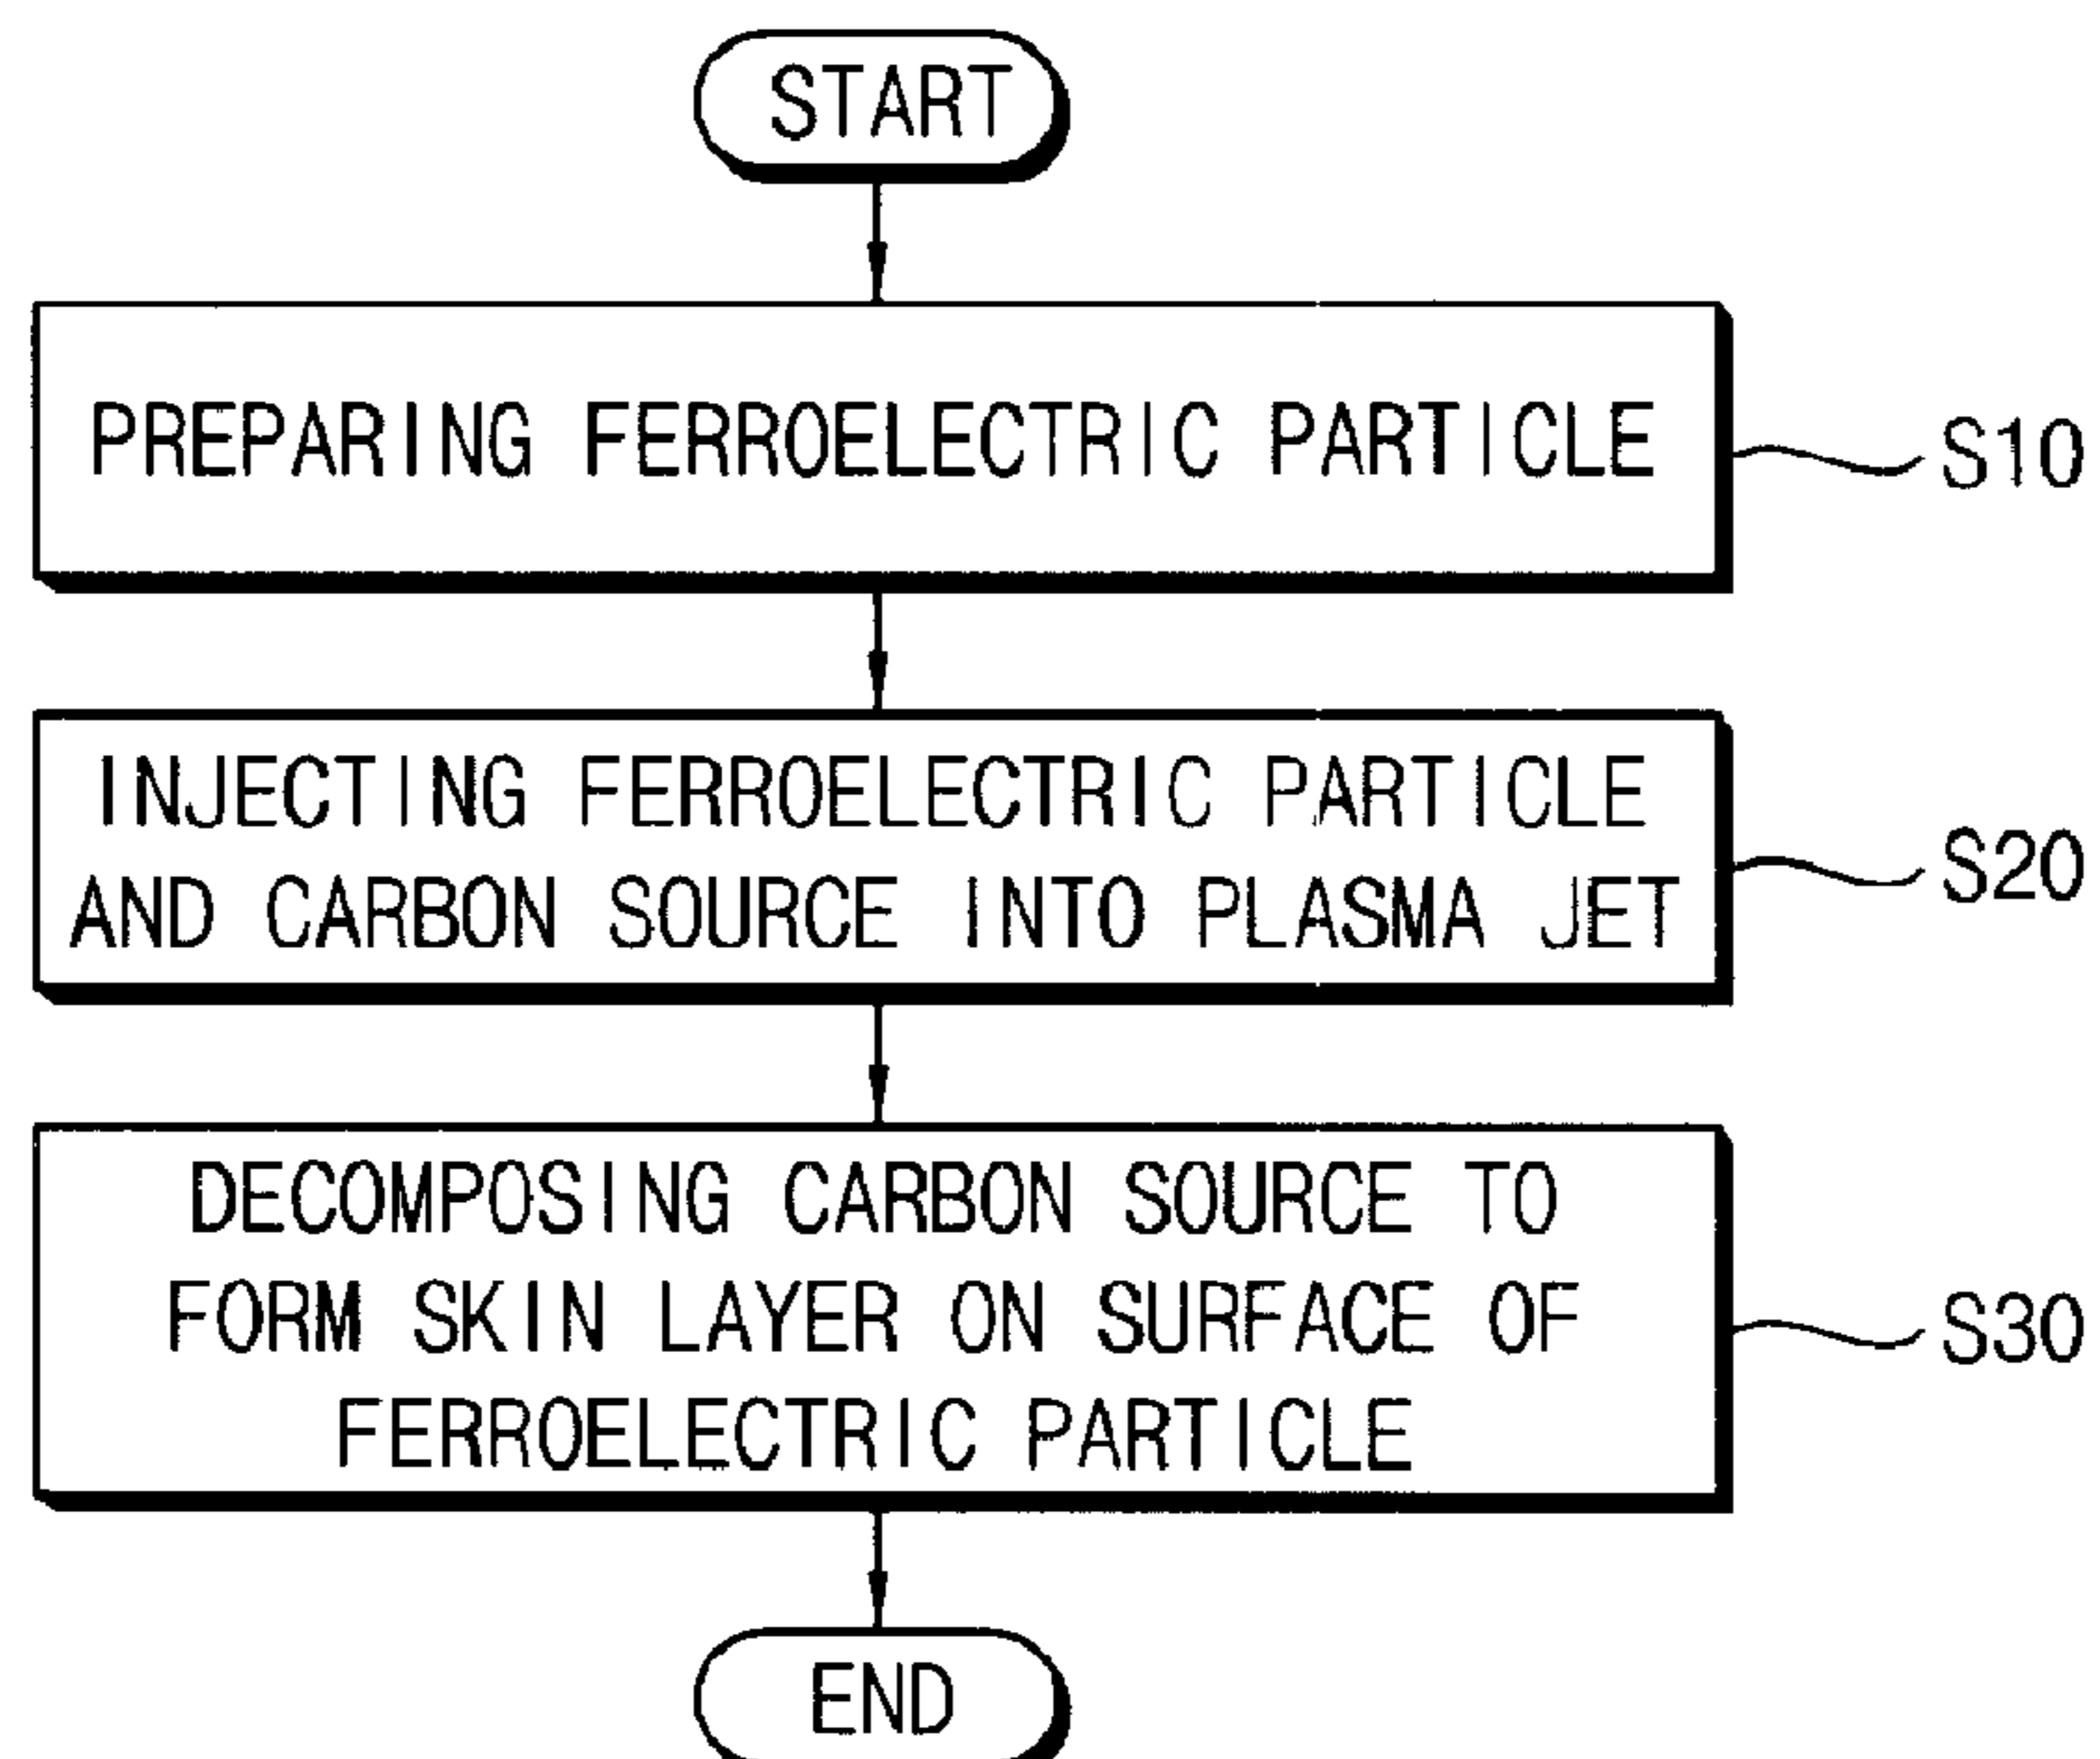 START
PREPARING FERROELECTRIC PARTICLE
S10
INJECTING FERROELECTRIC PARTICLE
AND CARBON SOURCE INTO PLASMA JET
S20
DECOMPOSING CARBON SOURCE TO
FORM SKIN LAYER ON SURFACE OF
FERROELECTRIC PARTICLE
S30
END